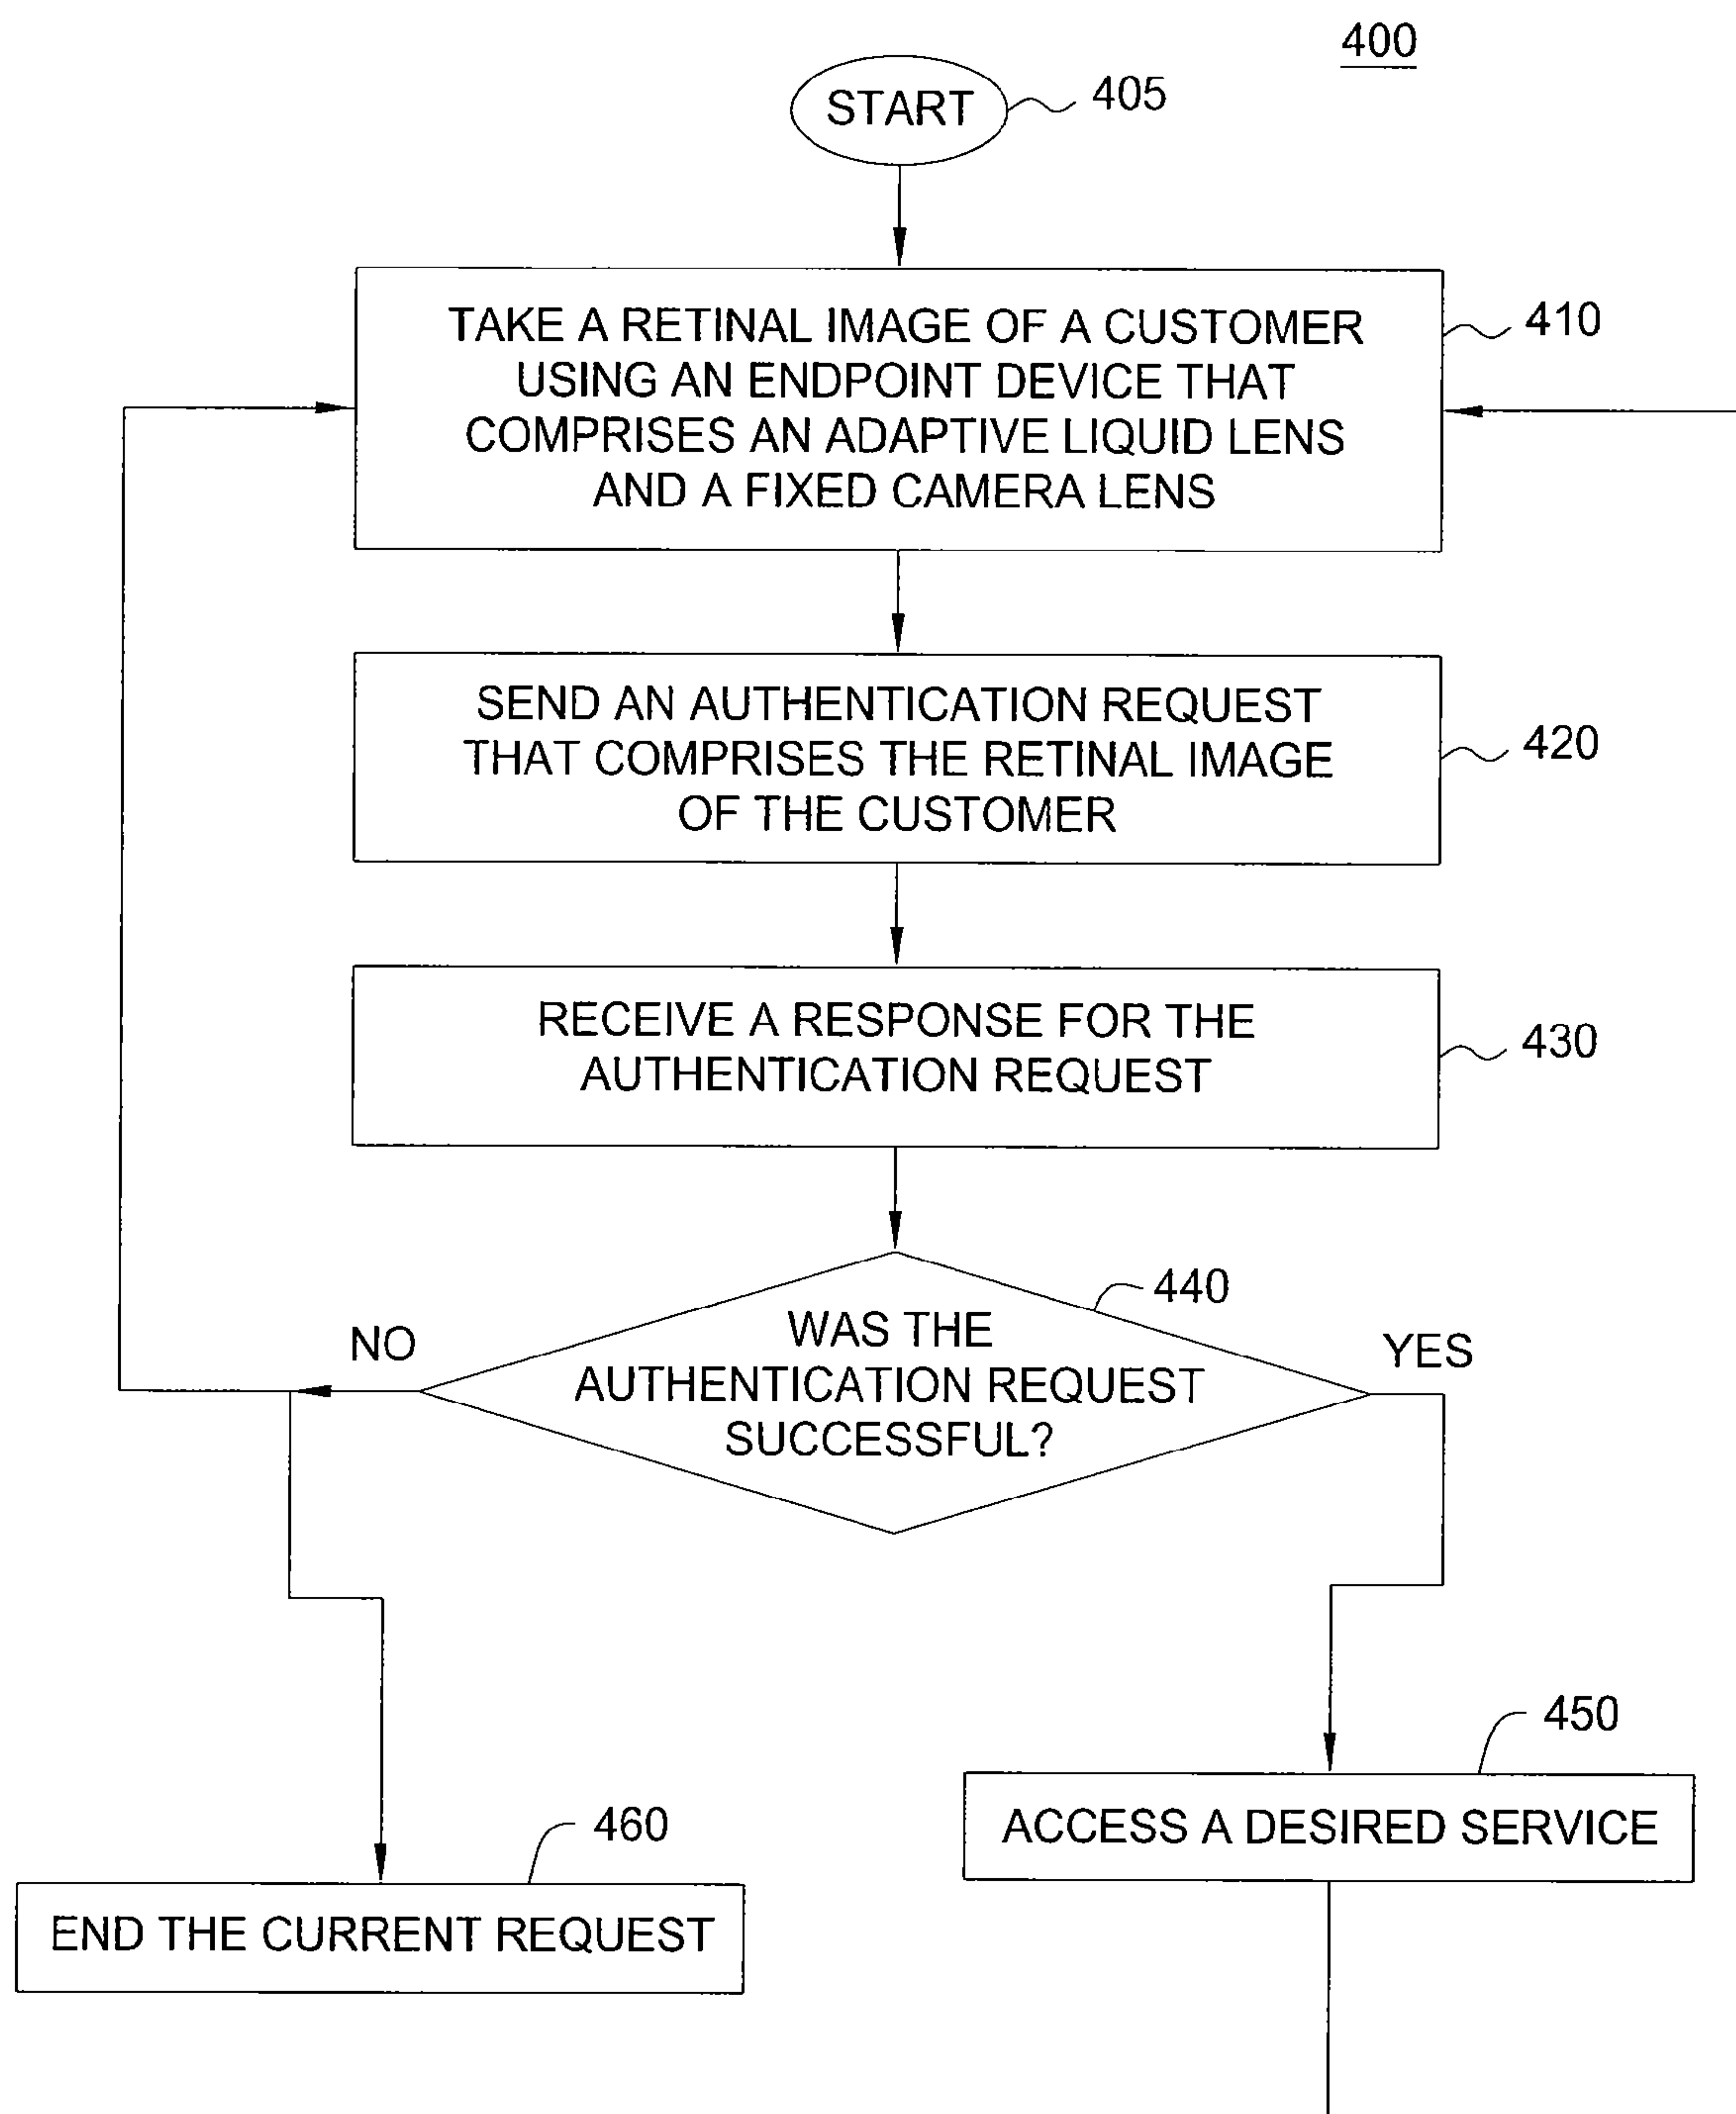 400
START
405
TAKE A RETINAL IMAGE OF A CUSTOMER
USING AN ENDPOINT DEVICE THAT
COMPRISES AN ADAPTIVE LIQUID LENS
AND A FIXED CAMERA LENS
410
SEND AN AUTHENTICATION REQUEST
THAT COMPRISES THE RETINAL IMAGE
OF THE CUSTOMER
420
RECEIVE A RESPONSE FOR THE
AUTHENTICATION REQUEST
430
440
WAS THE
AUTHENTICATION REQUEST
SUCCESSFUL?
NO
YES
450
ACCESS A DESIRED SERVICE
460
END THE CURRENT REQUEST